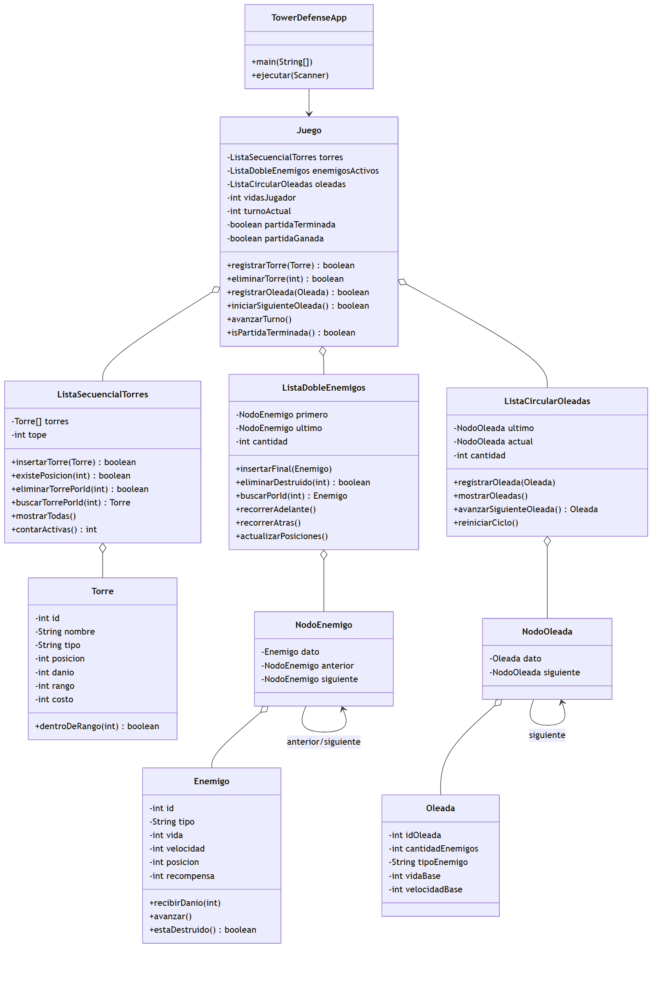 TowerDefenseApp
+main(String[])
+ejecutar(Scanner)
Juego
-ListaSecuencialTorres torres
-ListaDobleEnemigos enemigosActivos
-ListaCircularOleadas oleadas
-int vidasJugador
-int turnoActual
-boolean partidaTerminada
-boolean partidaGanada
+registrarTorre(Torre) : boolean
+eliminarTorre(int) : boolean
+registrarOleada(Oleada) : boolean
+iniciarSiguienteOleada() : boolean
+avanzarTurno()
+isPartidaTerminada() : boolean
ListaSecuencialTorres
-Torre[] torres
-int tope
+insertarTorre(Torre) : boolean
+existePosicion(int) : boolean
+eliminarTorrePorId(int) : boolean
+buscarTorrePorId(int) : Torre
+mostrarTodas()
+contarActivas() : int
ListaDobleEnemigos
-NodoEnemigo primero
-NodoEnemigo ultimo
-int cantidad
+insertarFinal(Enemigo)
+eliminarDestruido(int) : boolean
+buscarPorId(int) : Enemigo
+recorrerAdelante()
+recorrerAtras()
+actualizarPosiciones()
ListaCircularOleadas
-NodoOleada ultimo
-NodoOleada actual
-int cantidad
+registrarOleada(Oleada)
+mostrarOleadas()
+avanzarSiguienteOleada() : Oleada
+reiniciarCiclo()
Torre
-int id
-String nombre
-String tipo
-int posicion
-int danio
-int rango
-int costo
+dentroDeRango(int) : boolean
NodoEnemigo
-Enemigo dato
-NodoEnemigo anterior
-NodoEnemigo siguiente
NodoOleada
-Oleada dato
-NodoOleada siguiente
anterior/siguiente
siguiente
Enemigo
-int id
-String tipo
-int vida
-int velocidad
-int posicion
-int recompensa
+recibirDanio(int)
+avanzar()
+estaDestruido() : boolean
Oleada
-int idOleada
-int cantidadEnemigos
-String tipoEnemigo
-int vidaBase
-int velocidadBase